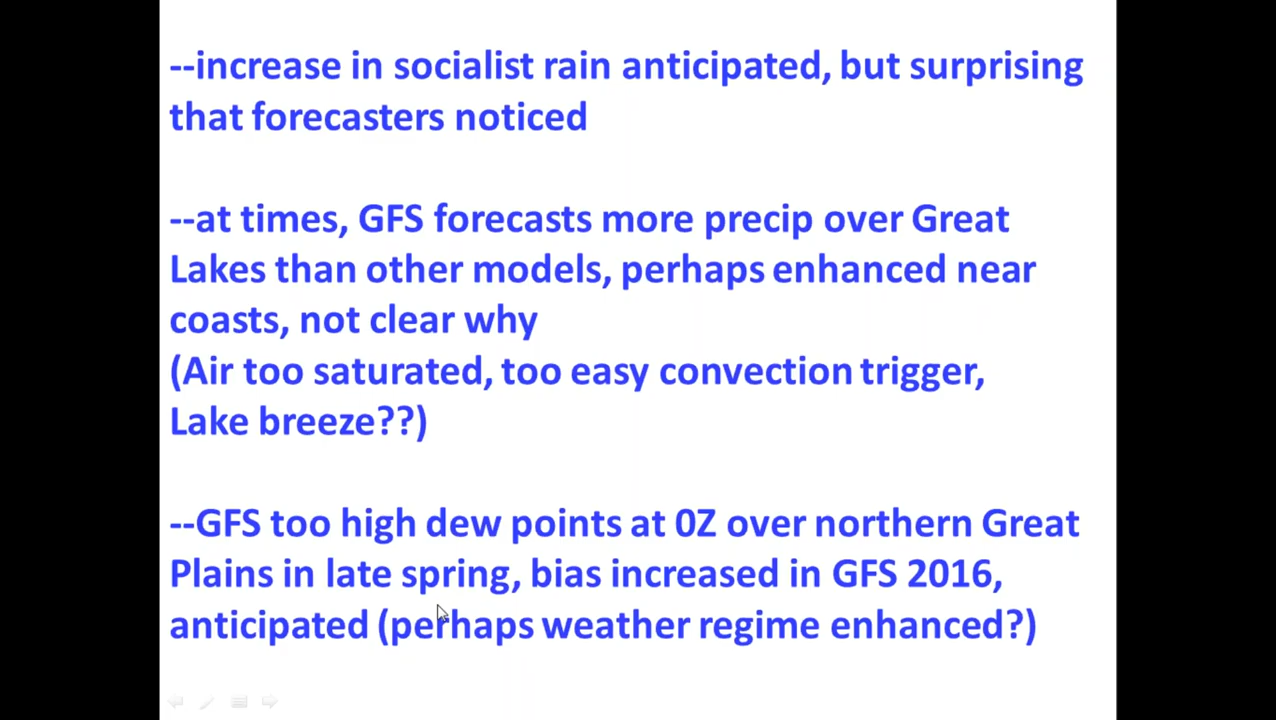 --increase in socialist rain anticipated, but surprising
that forecasters noticed
--at times, GFS forecasts more precip over Great
Lakes than other models, perhaps enhanced near
coasts, not clear why
(Air too saturated, too easy convection trigger,
Lake breeze??)
--GFS too high dew points at 0Z over northern Great
Plains in late spring, bias increased in GFS 2016,
anticipated (perhaps weather regime enhanced?)